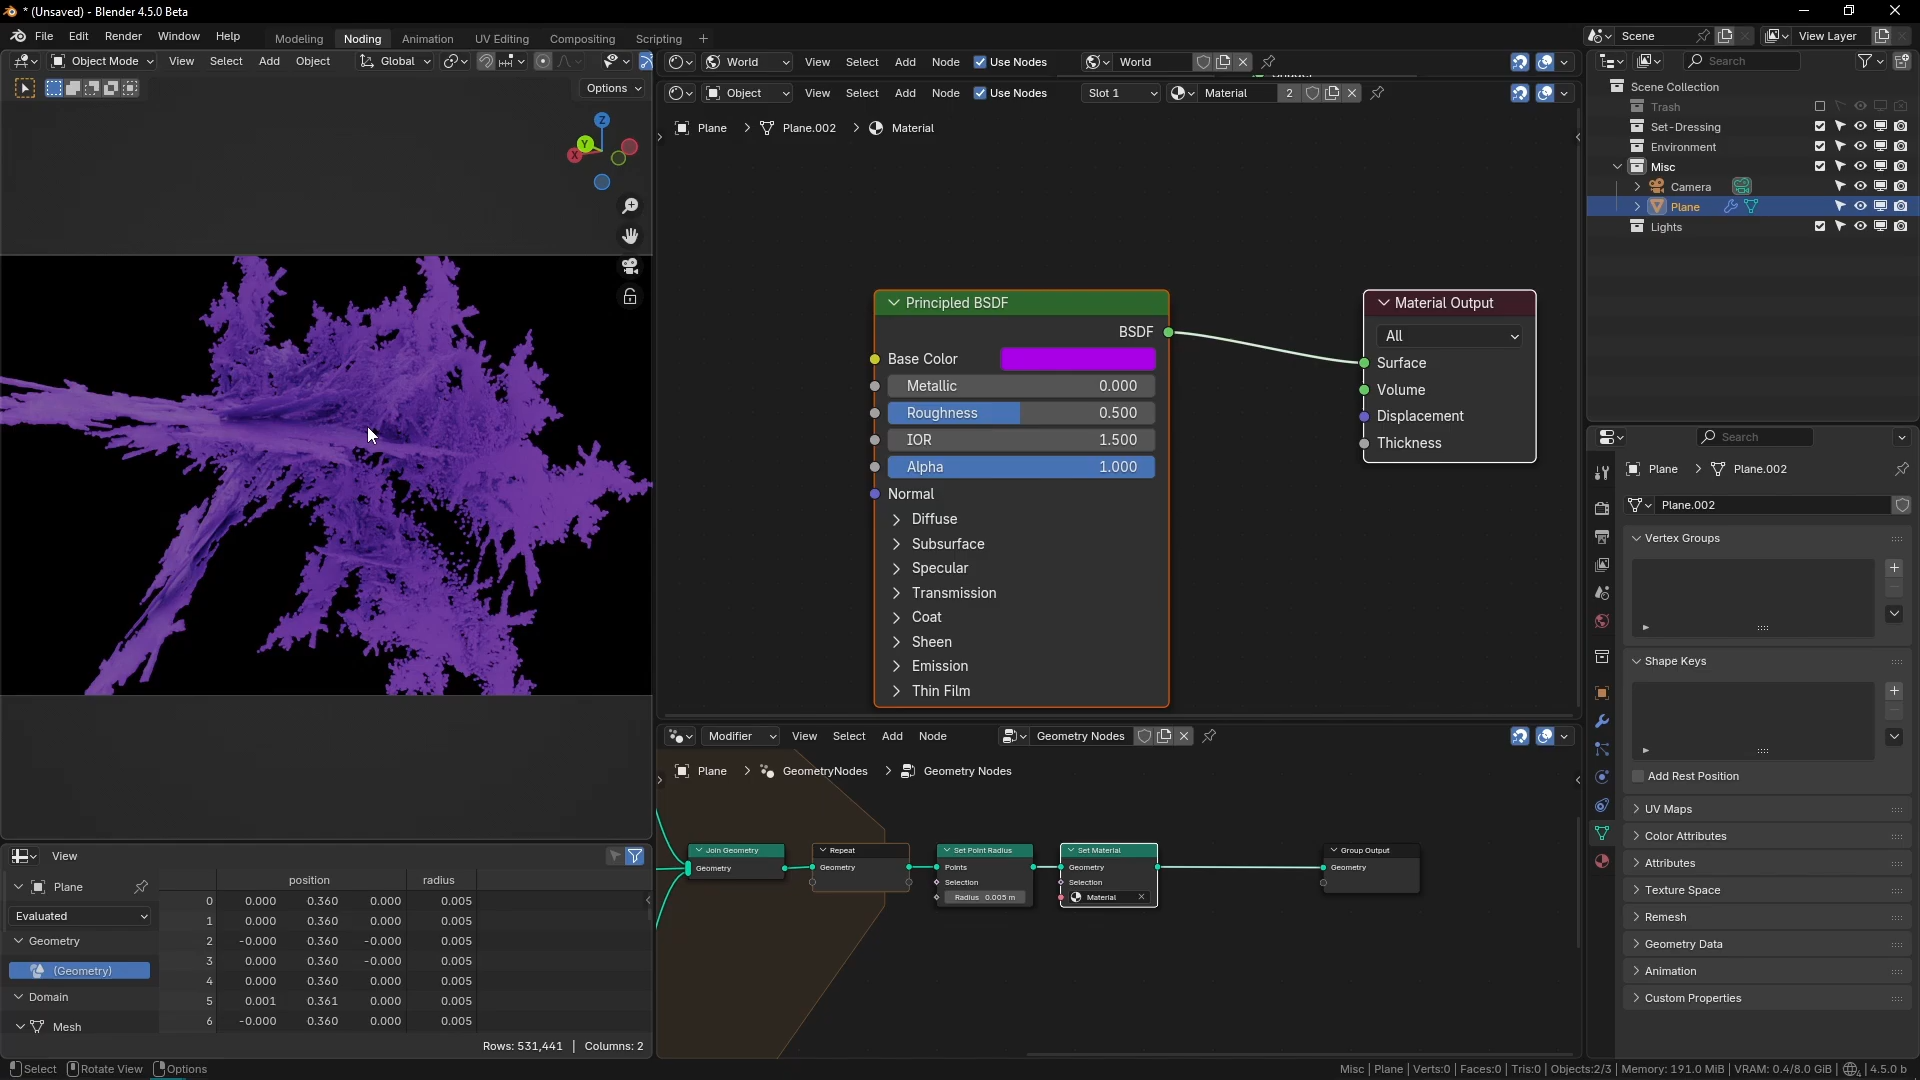 * (Unsaved) - Blender 4.5.0 Beta
File Edit Render Window Help Modeling Noding Animation UV Editing Compositing Scripting + Scene View Layer
Object Mode View Select Add Object Global
Options
X Y Z
World View Select Add Node Use Nodes World
Object View Select Add Node Use Nodes Slot 1 Material 2
Plane > Plane.002 > Material
Principled BSDF
BSDF
Base Color
Metallic 0.000
Roughness 0.500
IOR 1.500
Alpha 1.000
Normal
Diffuse
Subsurface
Specular
Transmission
Coat
Sheen
Emission
Thin Film
Material Output
All
Surface
Volume
Displacement
Thickness
Modifier View Select Add Node Geometry Nodes
Plane > GeometryNodes > Geometry Nodes
Join Geometry
Geometry
Repeat
Geometry
Set Point Radius
Points
Selection
Radius 0.005 m
Set Material
Geometry
Selection
Material
Group Output
Geometry
View
Plane
Evaluated
Geometry
(Geometry)
Domain
Mesh
position radius
0 0.000 0.360 0.000 0.005
1 0.000 0.360 0.000 0.005
2 -0.000 0.360 -0.000 0.005
3 0.000 0.360 -0.000 0.005
4 0.000 0.360 0.000 0.005
5 0.001 0.361 0.000 0.005
6 -0.000 0.360 0.000 0.005
Rows: 531,441 | Columns: 2
Search
Scene Collection
Trash
Set-Dressing
Environment
Misc
Camera
Plane
Lights
Search
Plane > Plane.002
Plane.002
Vertex Groups
Shape Keys
Add Rest Position
UV Maps
Color Attributes
Attributes
Texture Space
Remesh
Geometry Data
Animation
Custom Properties
Select Rotate View Options
Misc | Plane | Verts:0 | Faces:0 | Tris:0 | Objects:2/3 | Memory: 191.0 MiB | VRAM: 0.4/8.0 GiB | 4.5.0 b